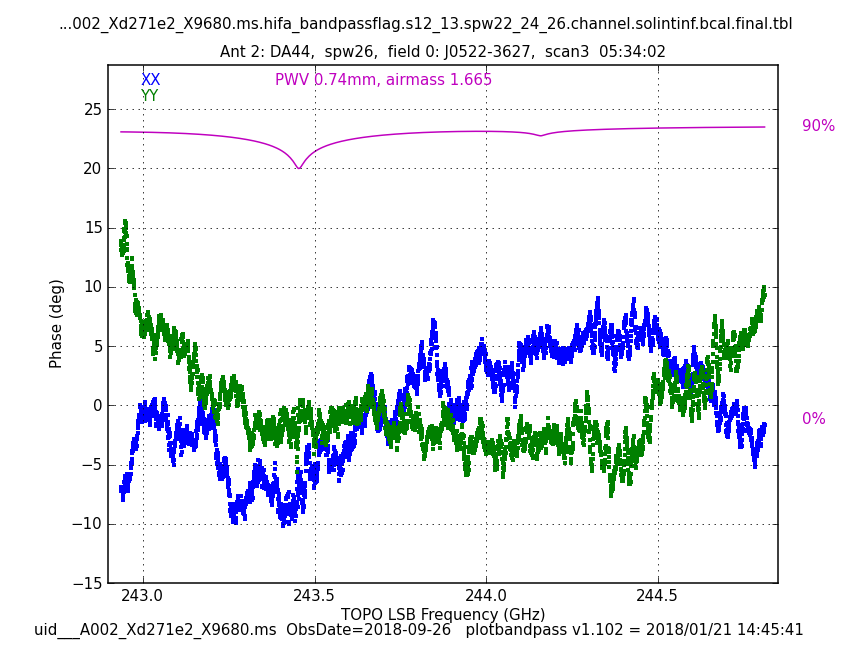 ...002_Xd271e2_X9680.ms.hifa_bandpassflag.s12_13.spw22_24_26.channel.solintinf.bcal.final.tbl
Ant 2: DA44,  spw26,  field 0: J0522-3627,  scan3  05:34:02
XX
PWV 0.74mm, airmass 1.665
YY
25
90%
20
15
10
Phase (deg)
5
0
0%
−5
−10
−15
243.0 243.5 244.0 244.5
TOPO LSB Frequency (GHz)
uid___A002_Xd271e2_X9680.ms  ObsDate=2018-09-26   plotbandpass v1.102 = 2018/01/21 14:45:41